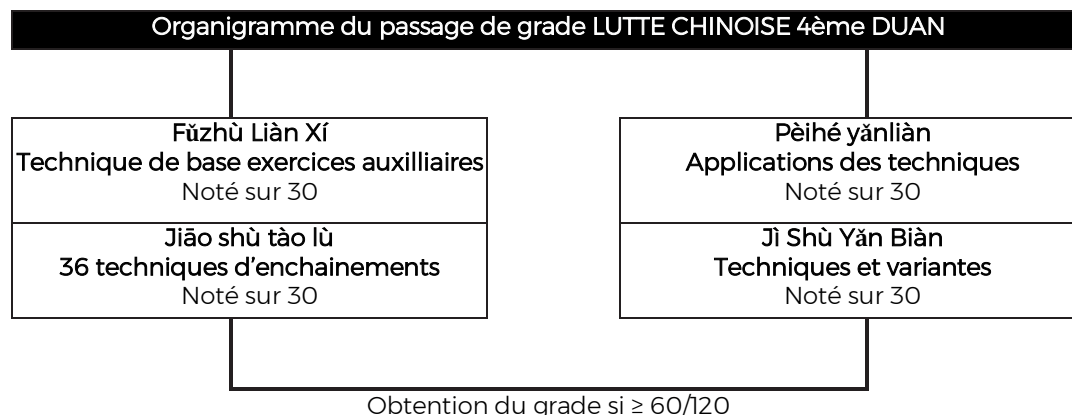 Organigramme du passage de grade LUTTE CHINOISE 4ème DUAN
Fŭzhù Liàn Xí
Technique de base exercices auxilliaires
Noté sur 30
Jiāo shù tào lù
36 techniques d'enchainements
Noté sur 30
Pèihé yǎnliàn
Applications des techniques
Noté sur 30
Jì Shù Yǎn Biàn
Techniques et variantes
Noté sur 30
Obtention du grade si ≥ 60/120